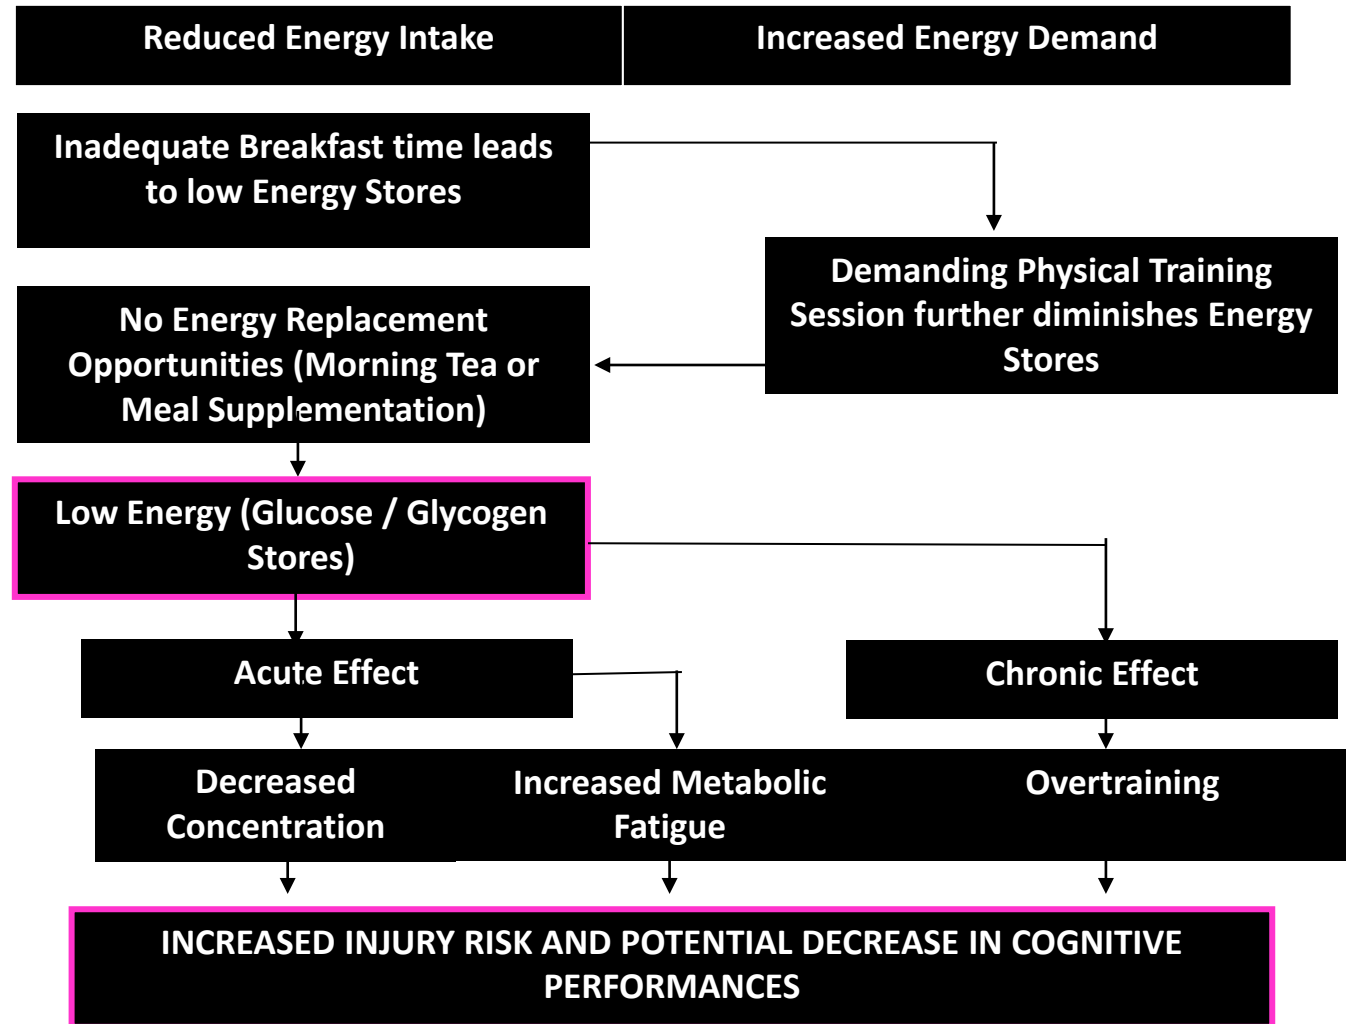 Reduced Energy Intake
Increased Energy Demand
Inadequate Breakfast time leads
to low Energy Stores
Demanding Physical Training
Session further diminishes Energy
Stores
No Energy Replacement
Opportunities (Morning Tea or
Meal Supplementation)
Low Energy (Glucose / Glycogen
Stores)
Acute Effect
Chronic Effect
Decreased
Concentration
Increased Metabolic
Fatigue
Overtraining
INCREASED INJURY RISK AND POTENTIAL DECREASE IN COGNITIVE
PERFORMANCES